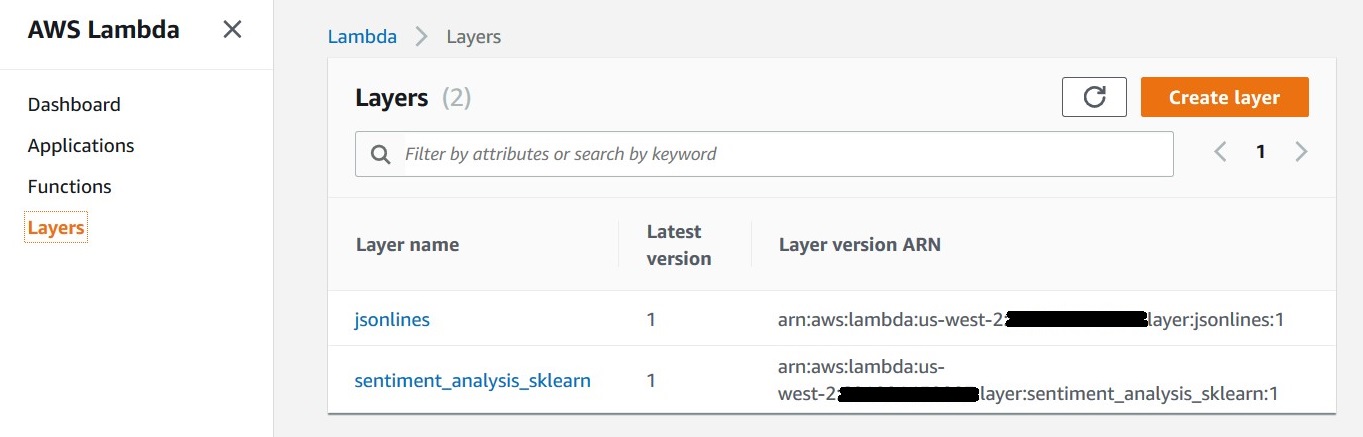 AWS Lambda
Dashboard
Applications
Functions
Layers
Lambda > Layers
Layers (2)
Create layer
Filter by attributes or search by keyword
1
Layer name
Latest
version
Layer version ARN
jsonlines
1
arn:aws:lambda:us-west-2: layer:jsonlines:1
sentiment_analysis_sklearn
1
arn:aws:lambda:us-
west-2: layer:sentiment_analysis_sklearn:1